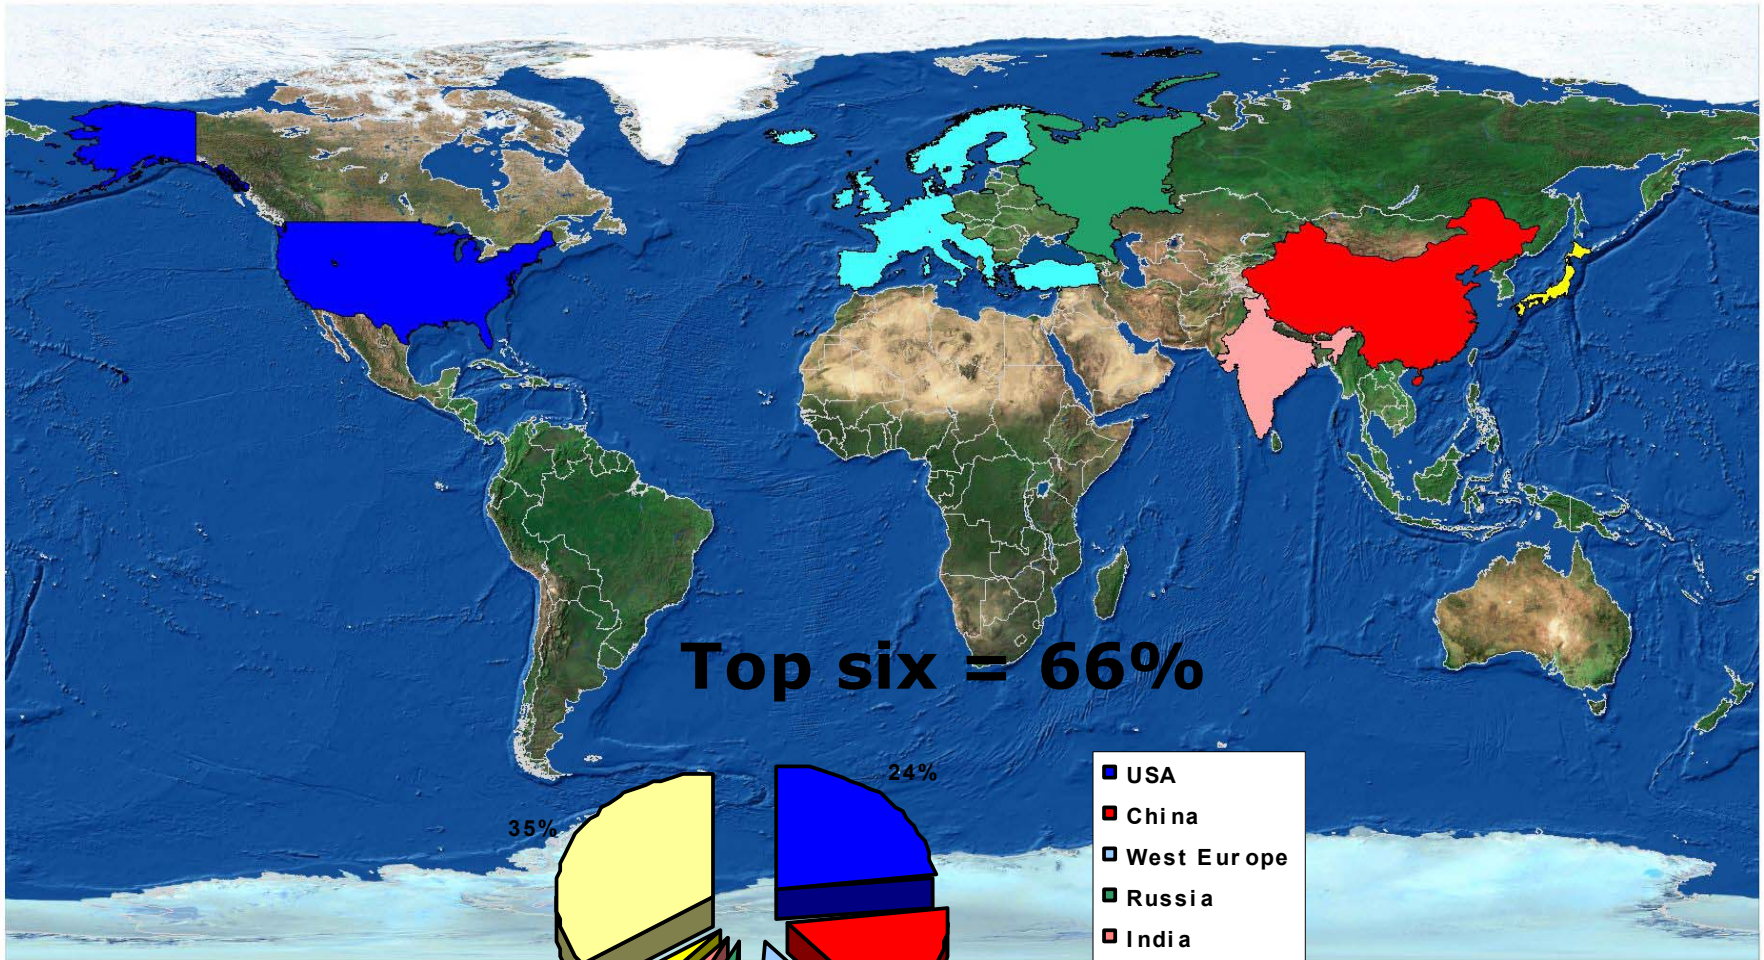 Top six = 66%
24%
35%
USA
China
West Europe
Russia
India